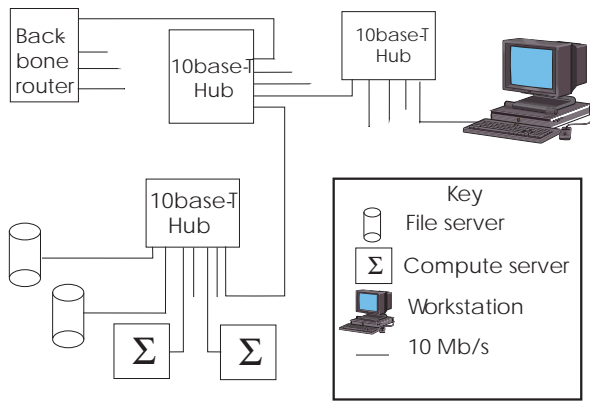 Back-
bone
router
10base-T
Hub
10base-T
Hub
10base-T
Hub
Σ
Σ
Key
File server
Σ
Compute server
Workstation
10 Mb/s